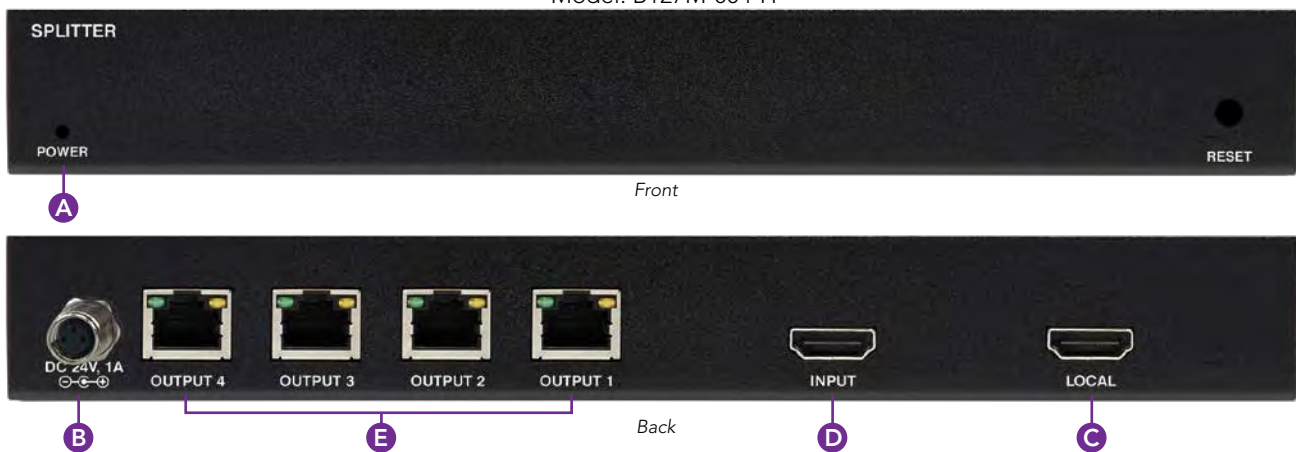 SPLITTER
POWER
RESET
A
Front
DC 24V, 1A
OUTPUT 4
OUTPUT 3
OUTPUT 2
OUTPUT 1
INPUT
LOCAL
B
E
Back
D
C